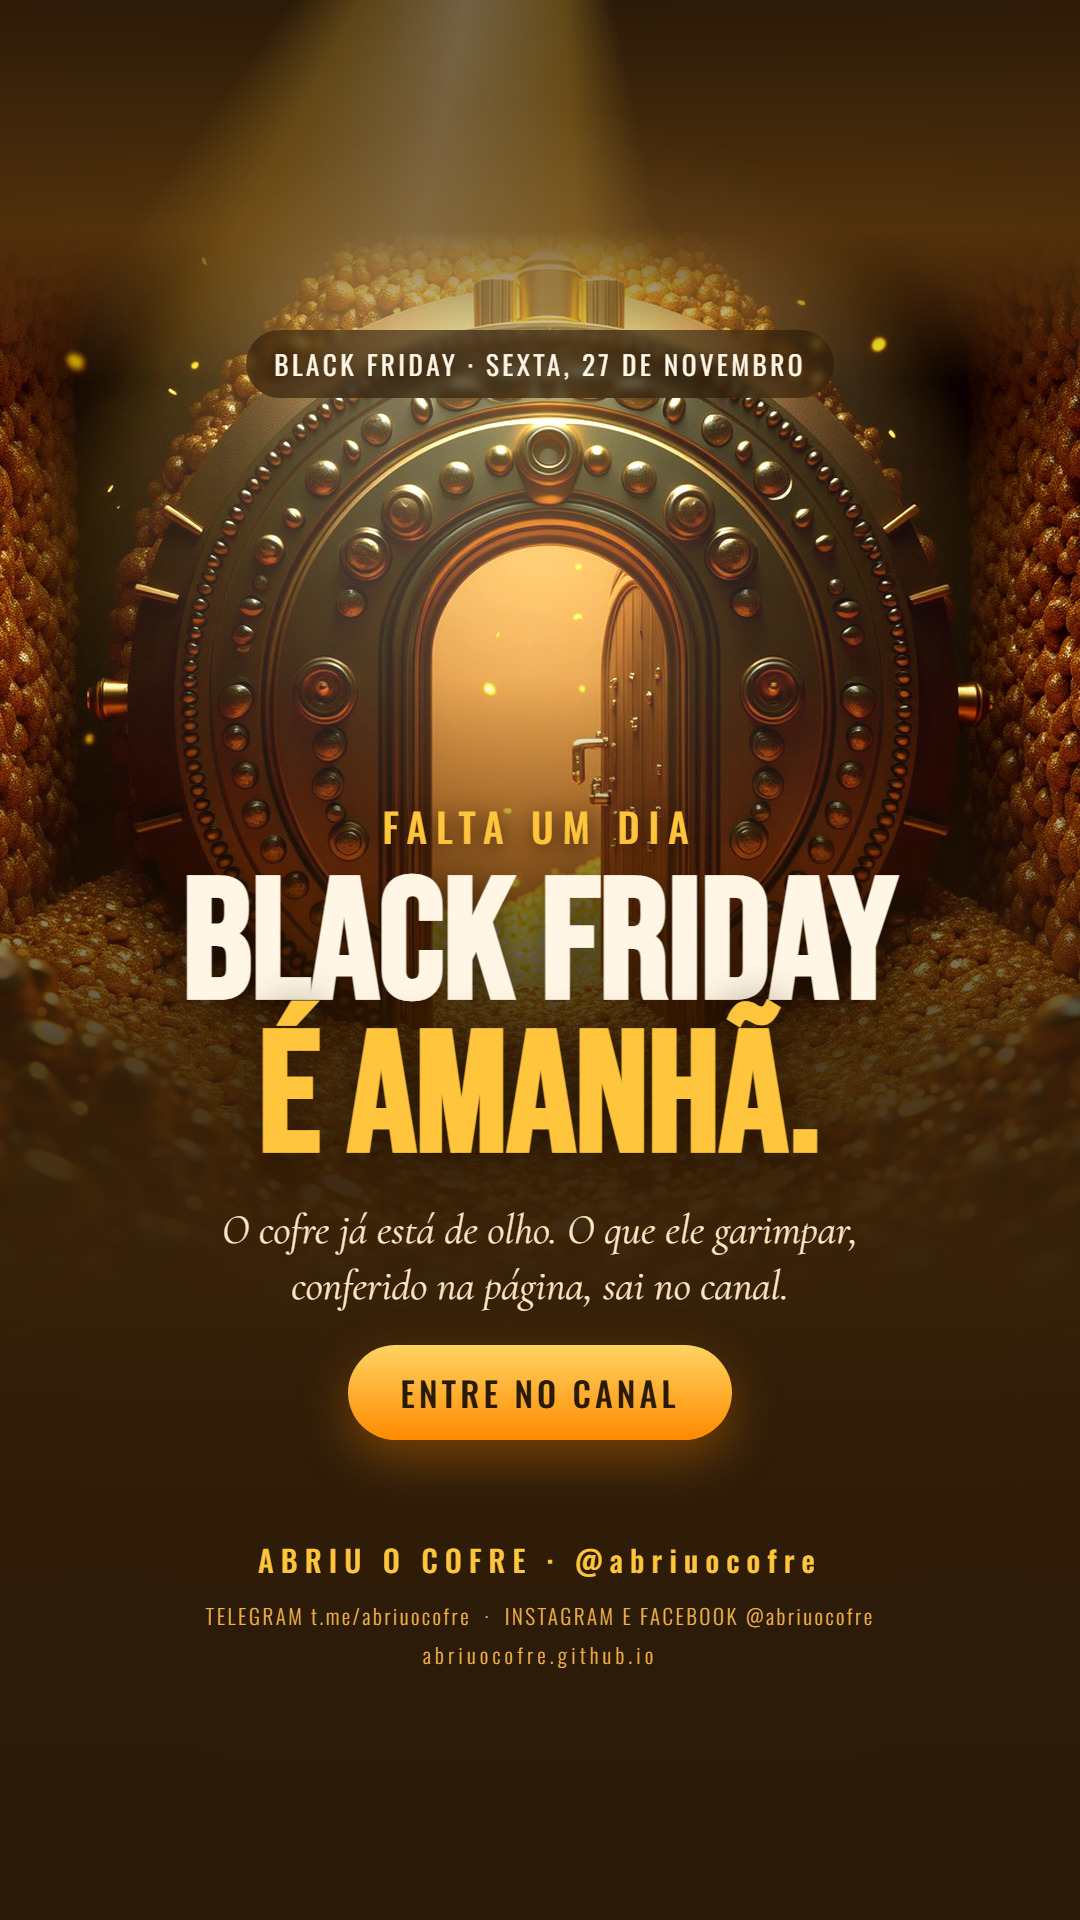 BLACK FRIDAY · SEXTA, 27 DE NOVEMBRO
FALTA UM DIA
BLACK FRIDAY
É AMANHÃ.
O cofre já está de olho. O que ele garimpar,
conferido na página, sai no canal.
ENTRE NO CANAL
ABRIU O COFRE · @abriuocofre
TELEGRAM t.me/abriuocofre · INSTAGRAM E FACEBOOK @abriuocofre
abriuocofre.github.io